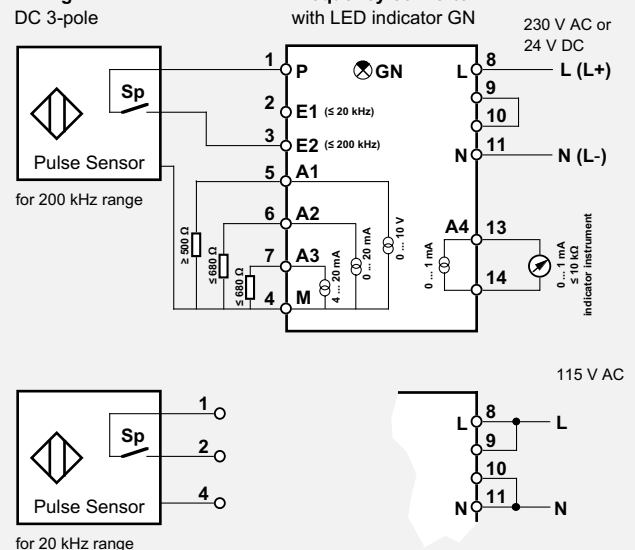 DC 3-pole
with LED indicator GN
230 V AC or
24 V DC
1
P
GN
L
8
L (L+)
Sp
2
E1 (≤ 20 kHz)
9
10
3
E2 (≤ 200 kHz)
N
11
N (L-)
Pulse Sensor
for 200 kHz range
5
A1
≥ 500 Ω
0 ... 10 V
6
A2
≤ 680 Ω
0 ... 20 mA
7
A3
≤ 680 Ω
4 ... 20 mA
4
M
A4
13
0 ... 1 mA
14
0 ... 1 mA
≤ 10 kΩ
indicator instrument
115 V AC
Sp
1
2
4
Pulse Sensor
for 20 kHz range
L
8
L
9
10
N
11
N